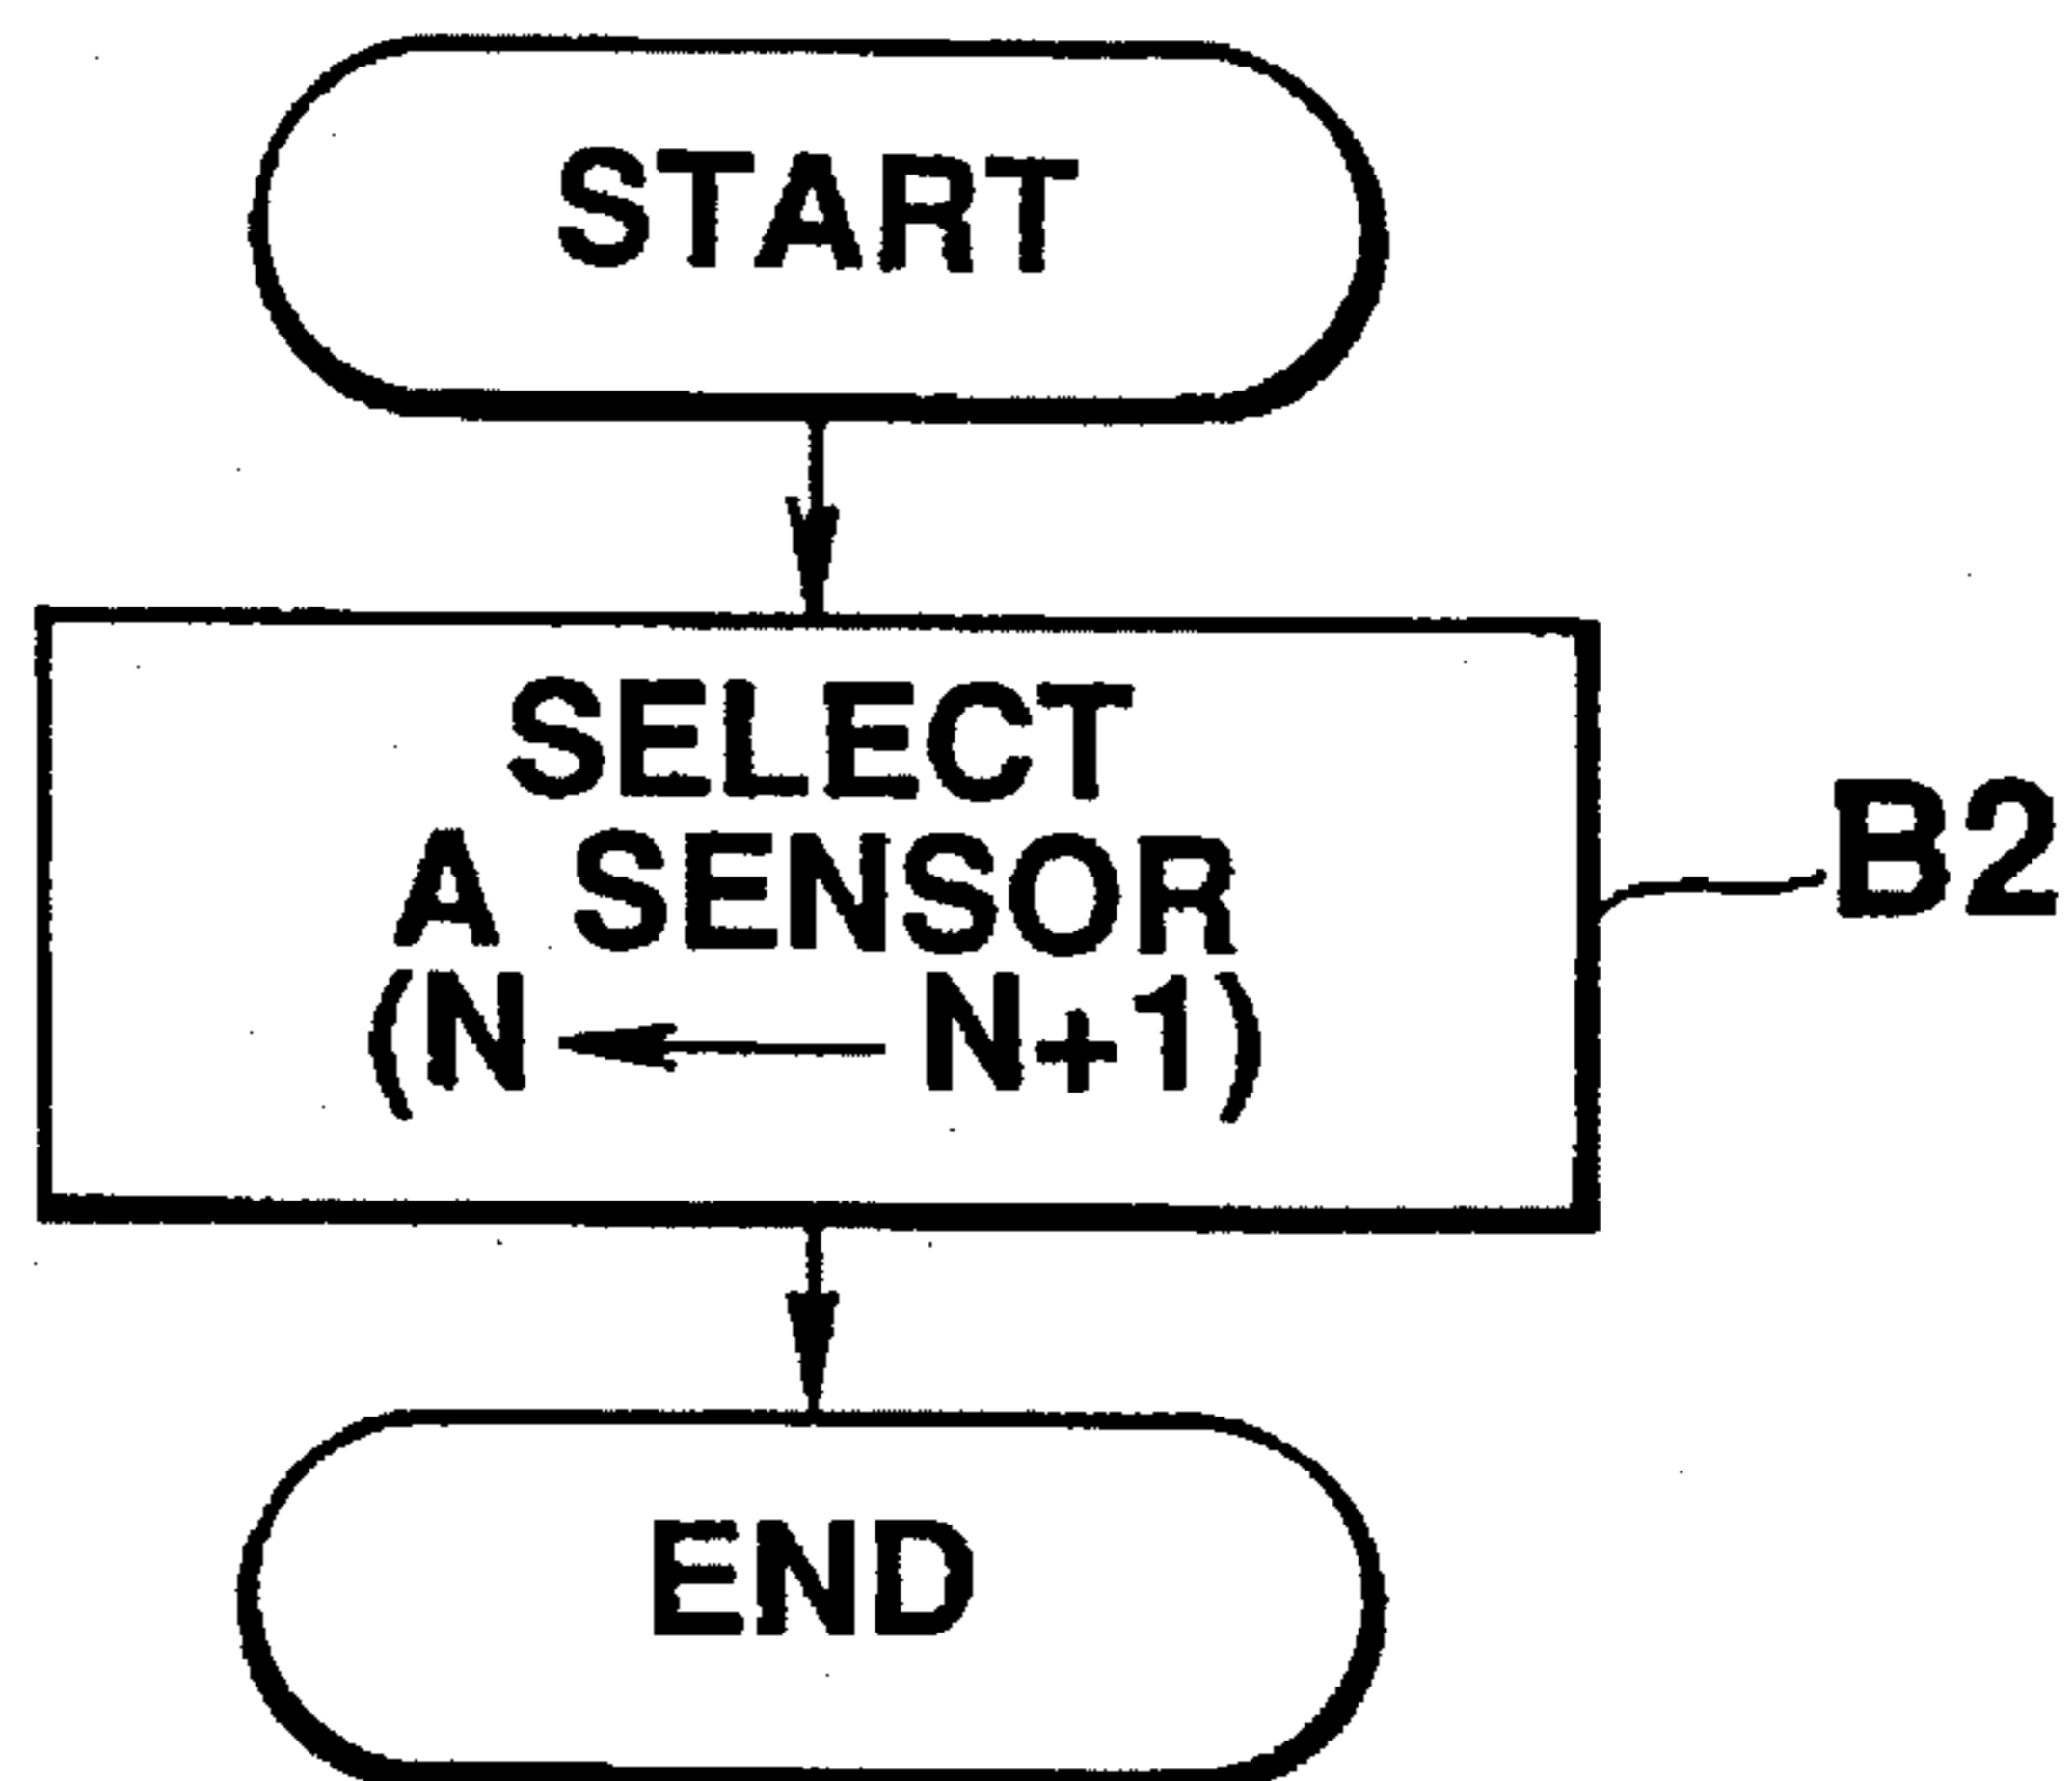 START
SELECT
A SENSOR
(N ← N+1)
B2
END